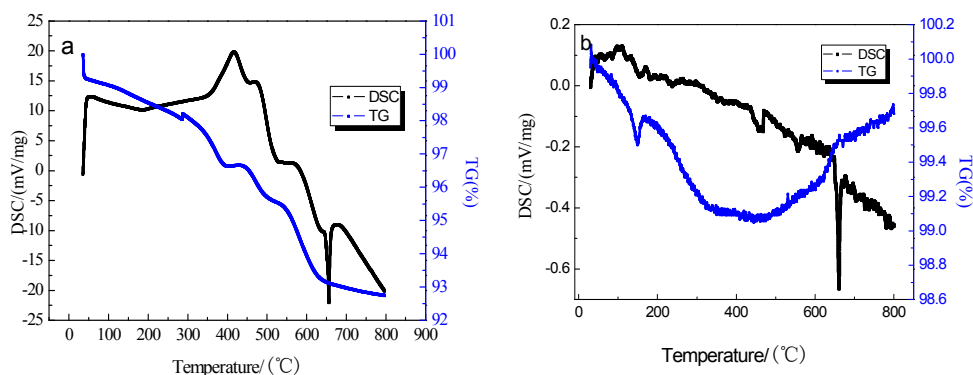 a
DSC
TG
DSC/(mV/mg)
25
20
15
10
5
0
-5
-10
-15
-20
-25
0 100 200 300 400 500 600 700 800 900
Temperature/（℃）
101
100
99
98
97
96
95
94
93
92
TG(%)
b
DSC
TG
DSC/(mV/mg)
0.2
0.0
-0.2
-0.4
-0.6
0 200 400 600 800
Temperature/（℃）
100.2
100.0
99.8
99.6
99.4
99.2
99.0
98.8
98.6
TG(%)